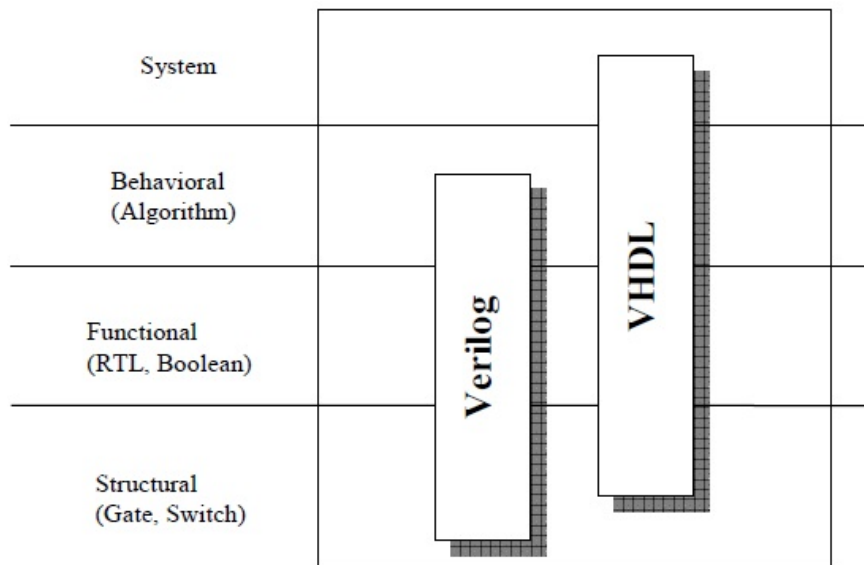 System
Behavioral
(Algorithm)
Functional
(RTL, Boolean)
Structural
(Gate, Switch)
Verilog
VHDL